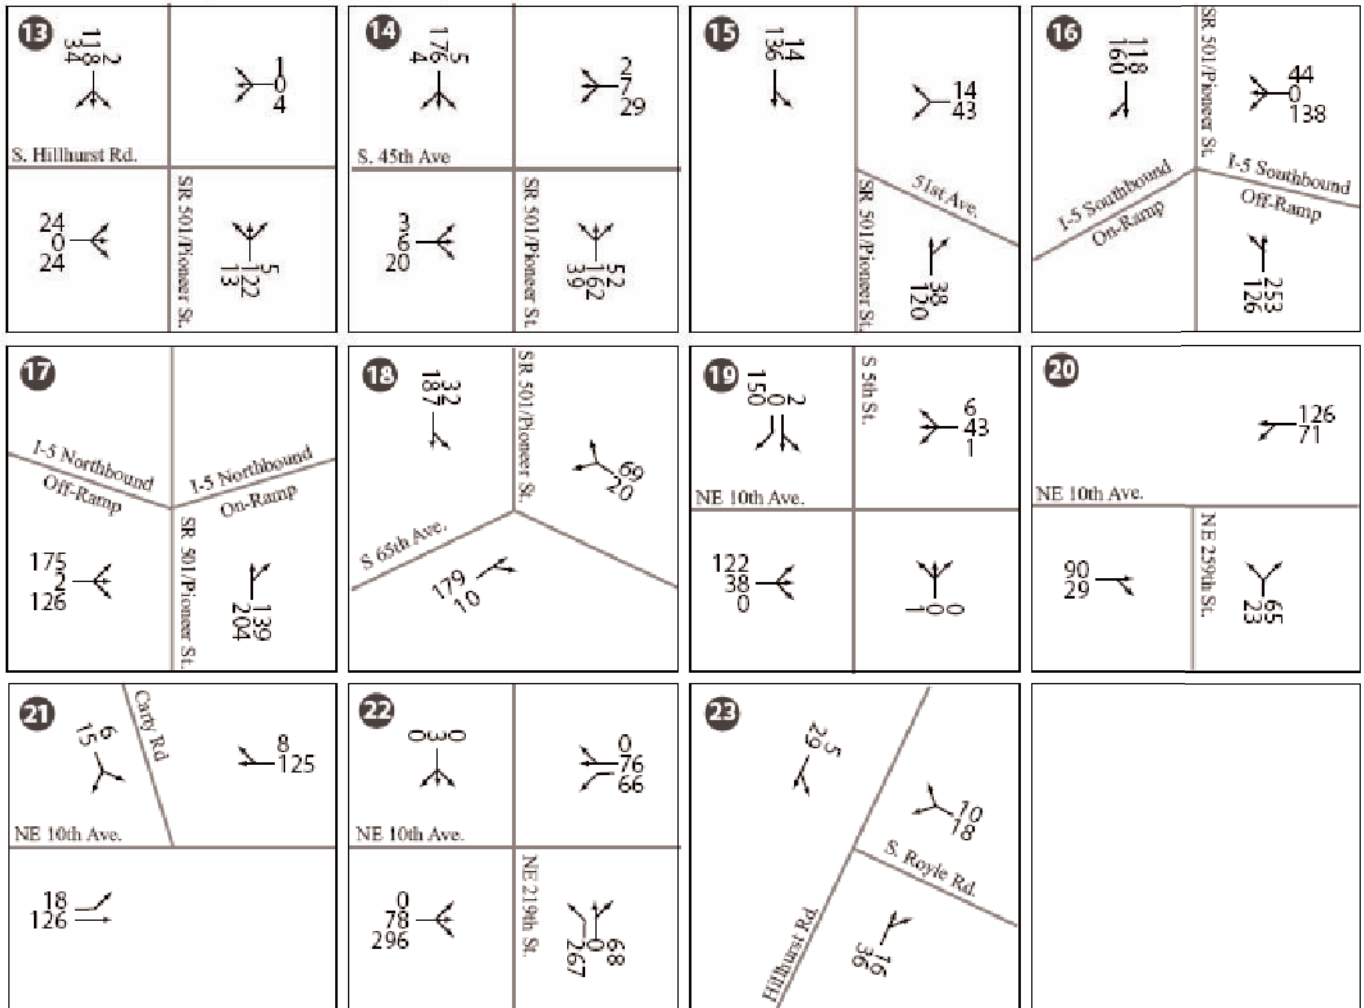 13
34 118 2
1
0
4
S. Hillhurst Rd.
SR 501/Pioneer St.
24
0
24
13 122 5
14
4 176 5
2
7
29
S. 45th Ave
SR 501/Pioneer St.
3
6
20
39 162 52
15
136 14
14
43
51st Ave.
SR 501/Pioneer St.
120 38
16
160 118
SR 501/Pioneer St.
44
0
138
I-5 Southbound
On-Ramp
I-5 Southbound
Off-Ramp
126 253
17
I-5 Northbound
Off-Ramp
I-5 Northbound
On-Ramp
SR 501/Pioneer St.
175
2
126
204 139
18
187 32
SR 501/Pioneer St.
69
20
S 65th Ave.
179
10
19
150 0 2
S 5th St.
6
43
1
NE 10th Ave.
122
38
0
1 0 0
20
126
71
NE 10th Ave.
NE 259th St.
90
29
23 65
21
15 6
Carty Rd
8
125
NE 10th Ave.
18
126
22
0 3 0
0
76
66
NE 10th Ave.
NE 219th St.
0
78
296
267 0 68
23
29 5
10
18
S. Royle Rd.
Hillhurst Rd.
36 16